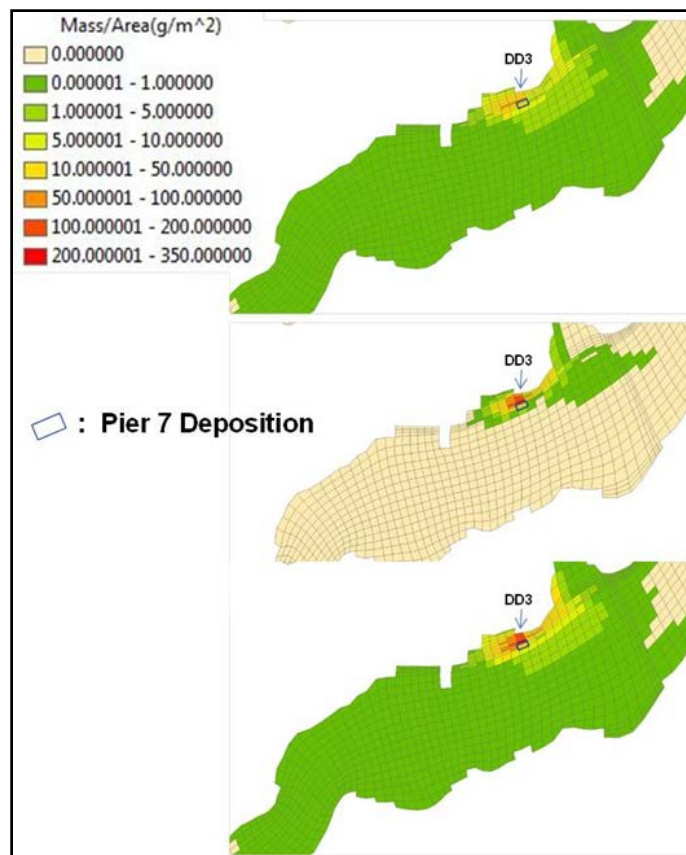 Mass/Area(g/m^2)
0.000000
0.000001 - 1.000000
1.000001 - 5.000000
5.000001 - 10.000000
10.000001 - 50.000000
50.000001 - 100.000000
100.000001 - 200.000000
200.000001 - 350.000000
DD3
DD3
: Pier 7 Deposition
DD3